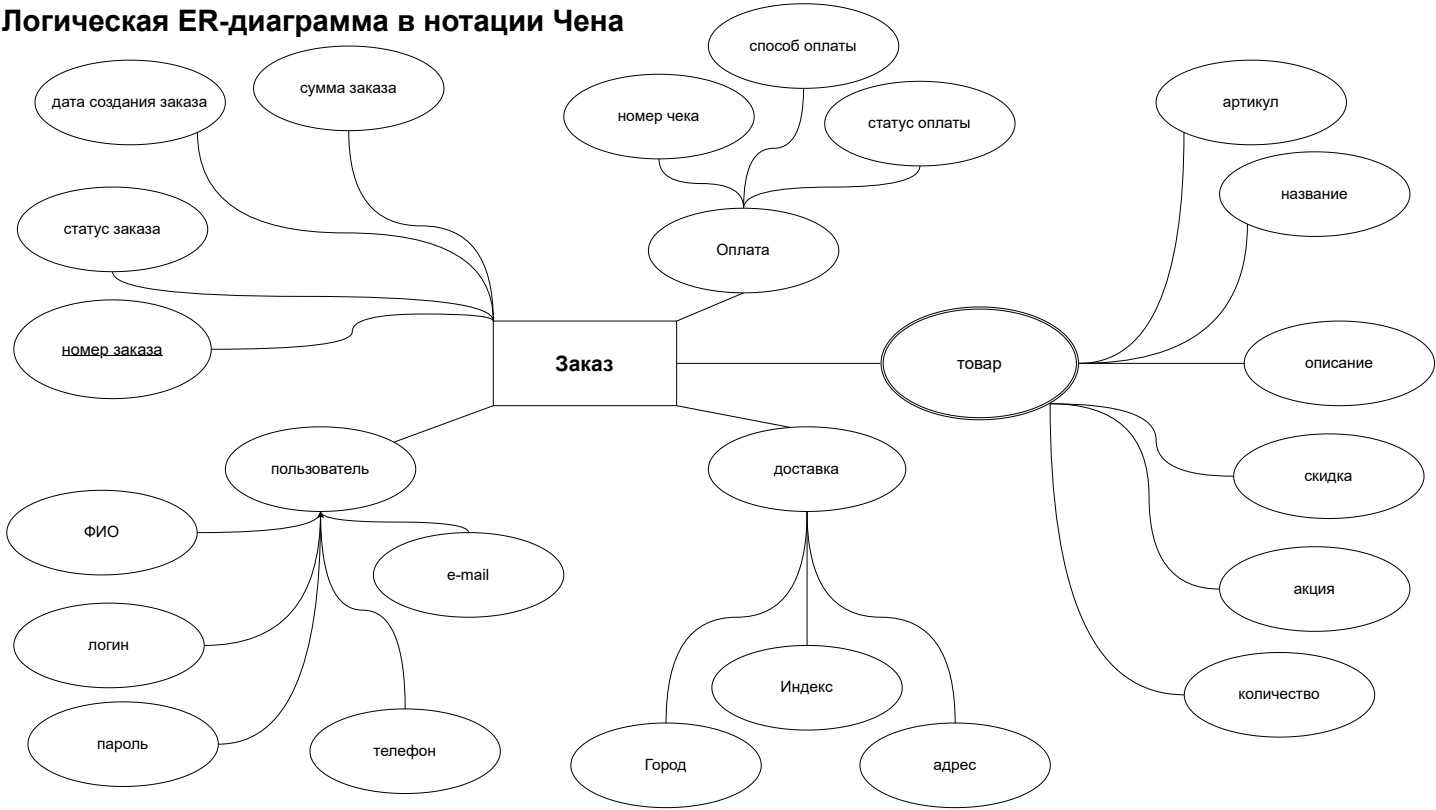 Логическая ER-диаграмма в нотации Чена
способ оплаты
сумма заказа
дата создания заказа
номер чека
статус оплаты
артикул
название
статус заказа
Оплата
номер заказа
Заказ
товар
описание
пользователь
доставка
скидка
ФИО
e-mail
акция
логин
Индекс
количество
пароль
телефон
Город
адрес